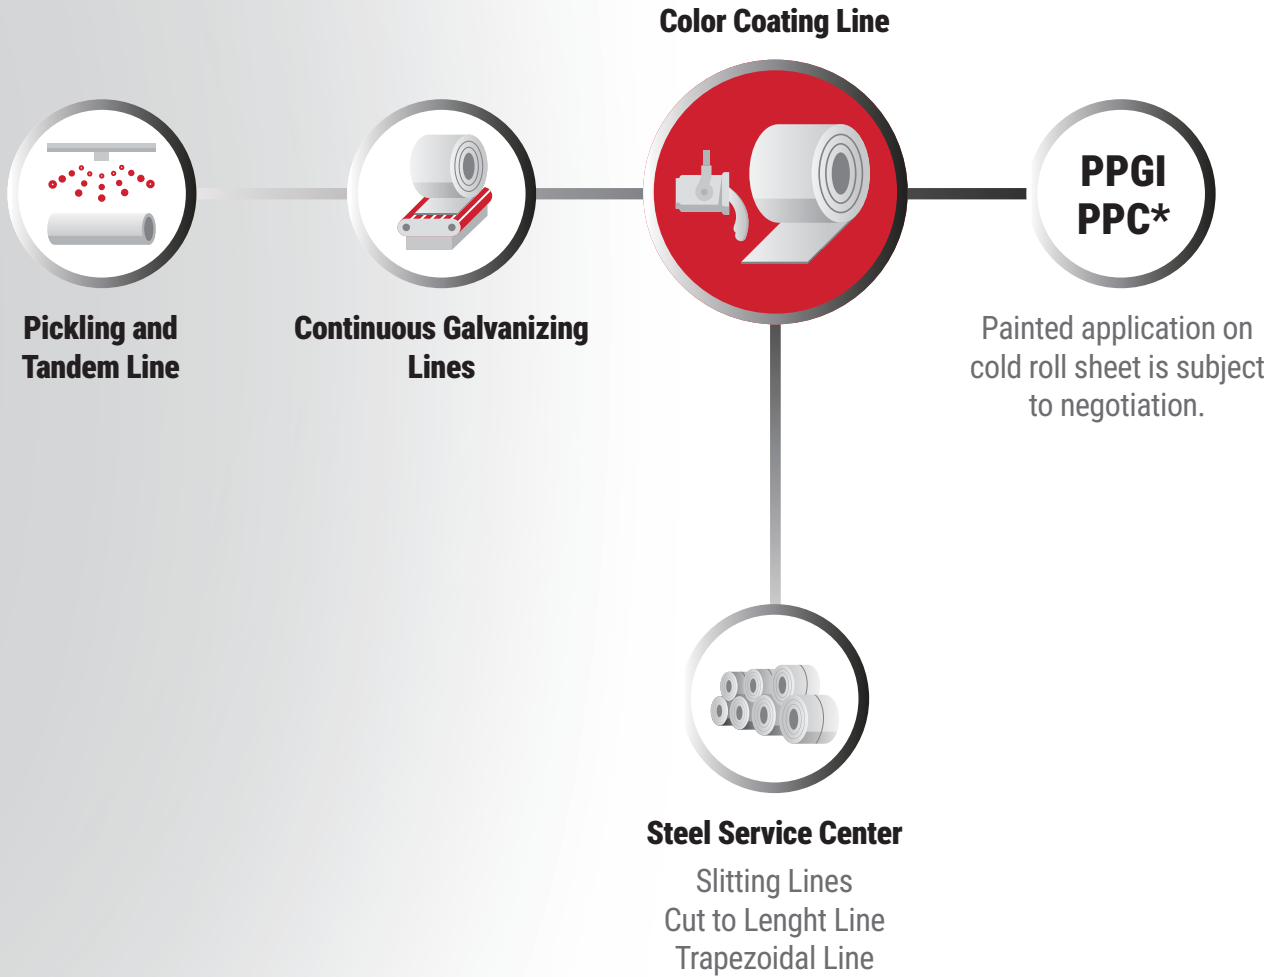 Color Coating Line
PPGI
PPC*
Pickling and
Tandem Line
Continuous Galvanizing
Lines
Painted application on
cold roll sheet is subject
to negotiation.
Steel Service Center
Slitting Lines
Cut to Lenght Line
Trapezoidal Line